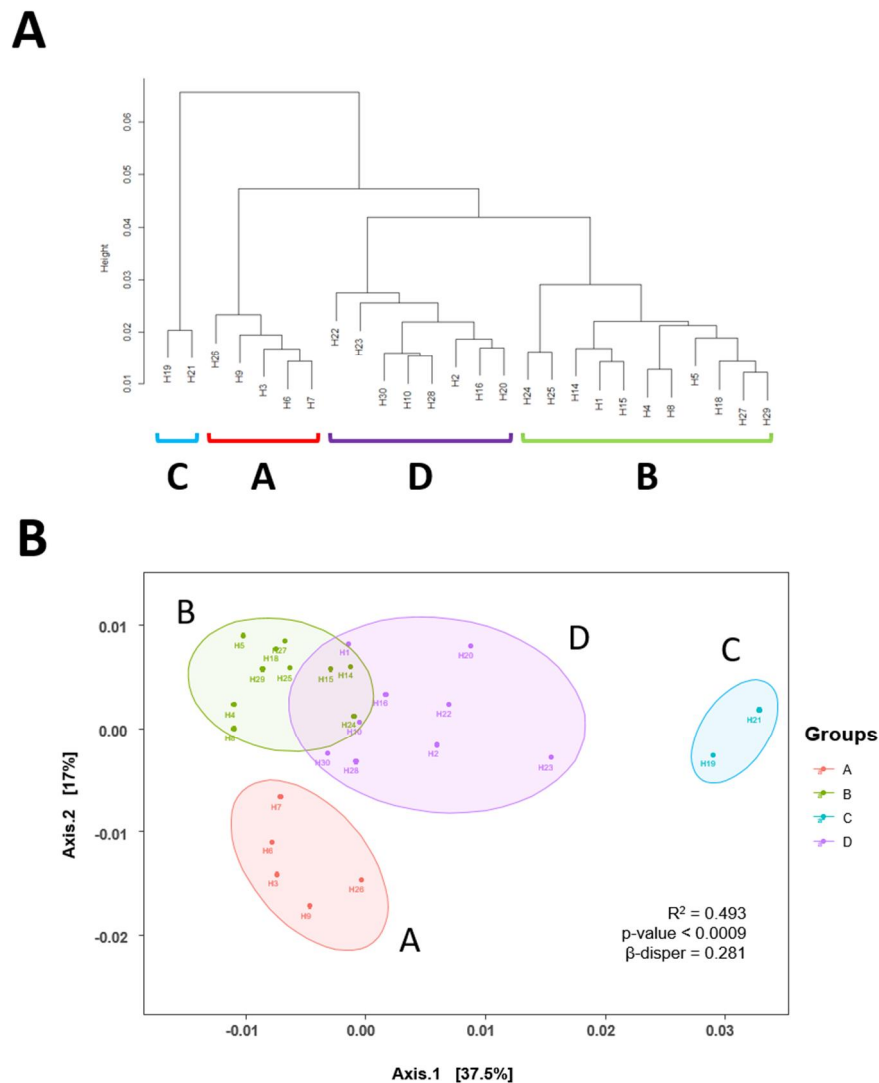 A
Height
0.06
0.05
0.04
0.03
0.02
0.01
H19
H21
H26
H9
H3
H6
H7
H22
H23
H30
H10
H28
H2
H16
H20
H24
H25
H14
H1
H15
H4
H8
H5
H18
H27
H29
C A D B
B
Axis.2 [17%]
0.01
0.00
-0.01
-0.02
B
D
C
A
H5
H27
H18
H29
H25
H15
H14
H1
H4
H8
H24
H10
H16
H20
H22
H2
H30
H28
H23
H21
H19
H7
H6
H3
H26
H9
R² = 0.493
p-value < 0.0009
β-disper = 0.281
Groups
A
B
C
D
-0.01 0.00 0.01 0.02 0.03
Axis.1 [37.5%]